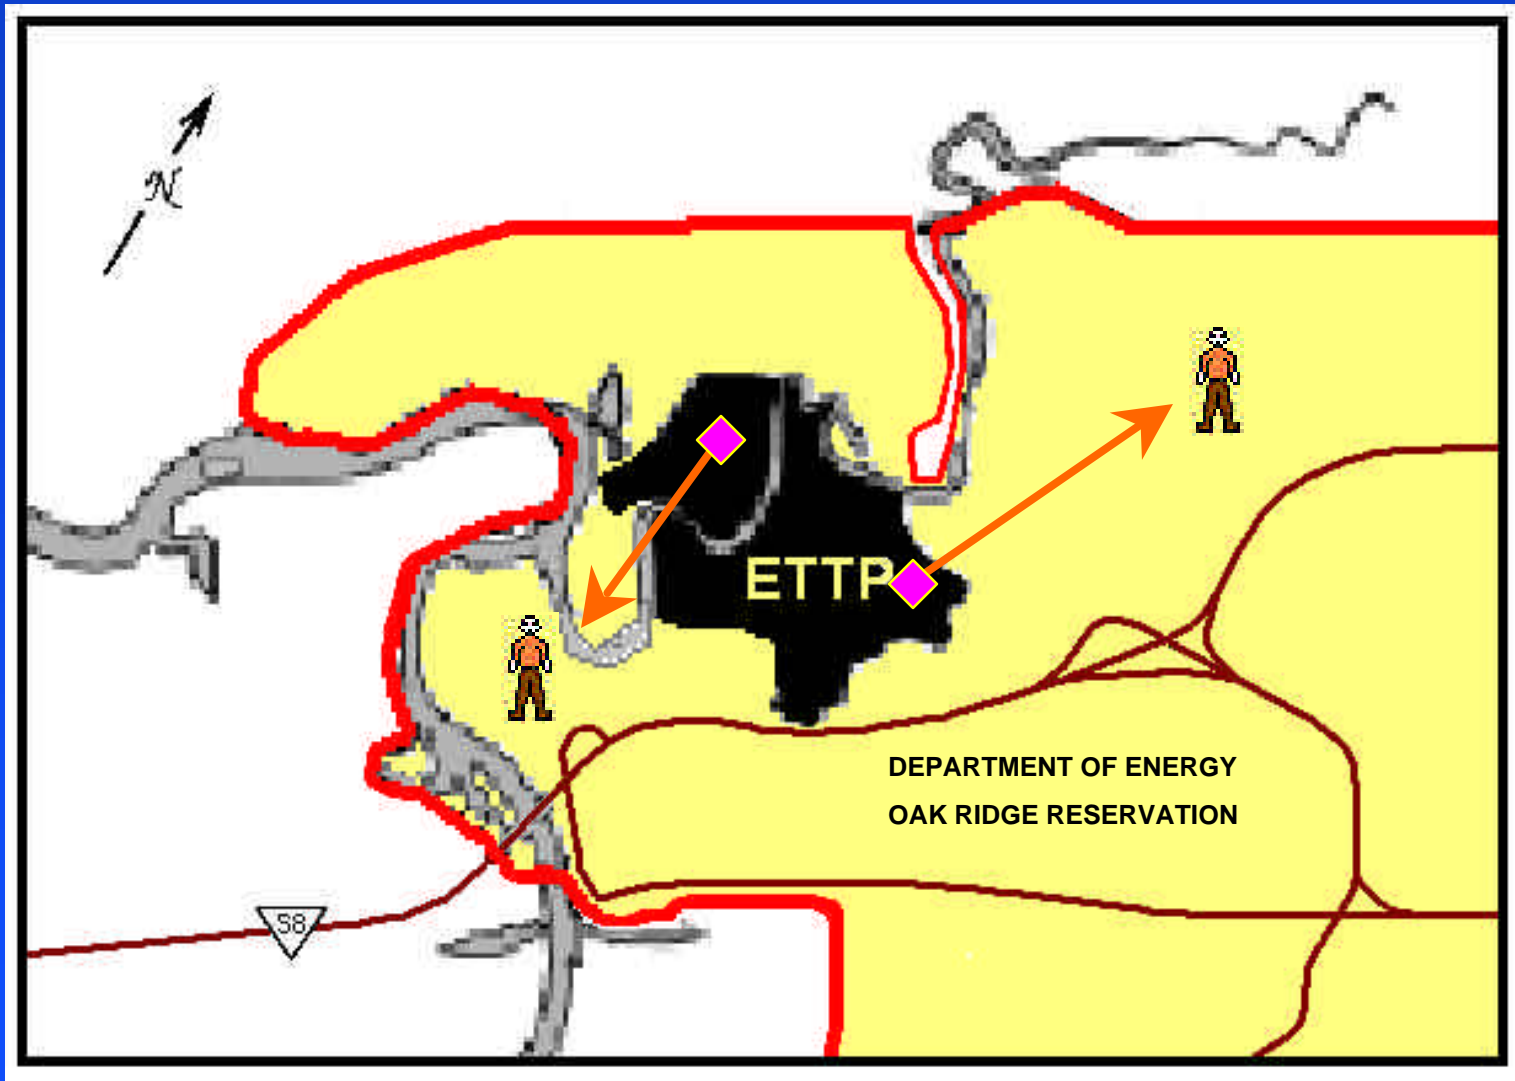 N
ETTP
DEPARTMENT OF ENERGY
OAK RIDGE RESERVATION
58